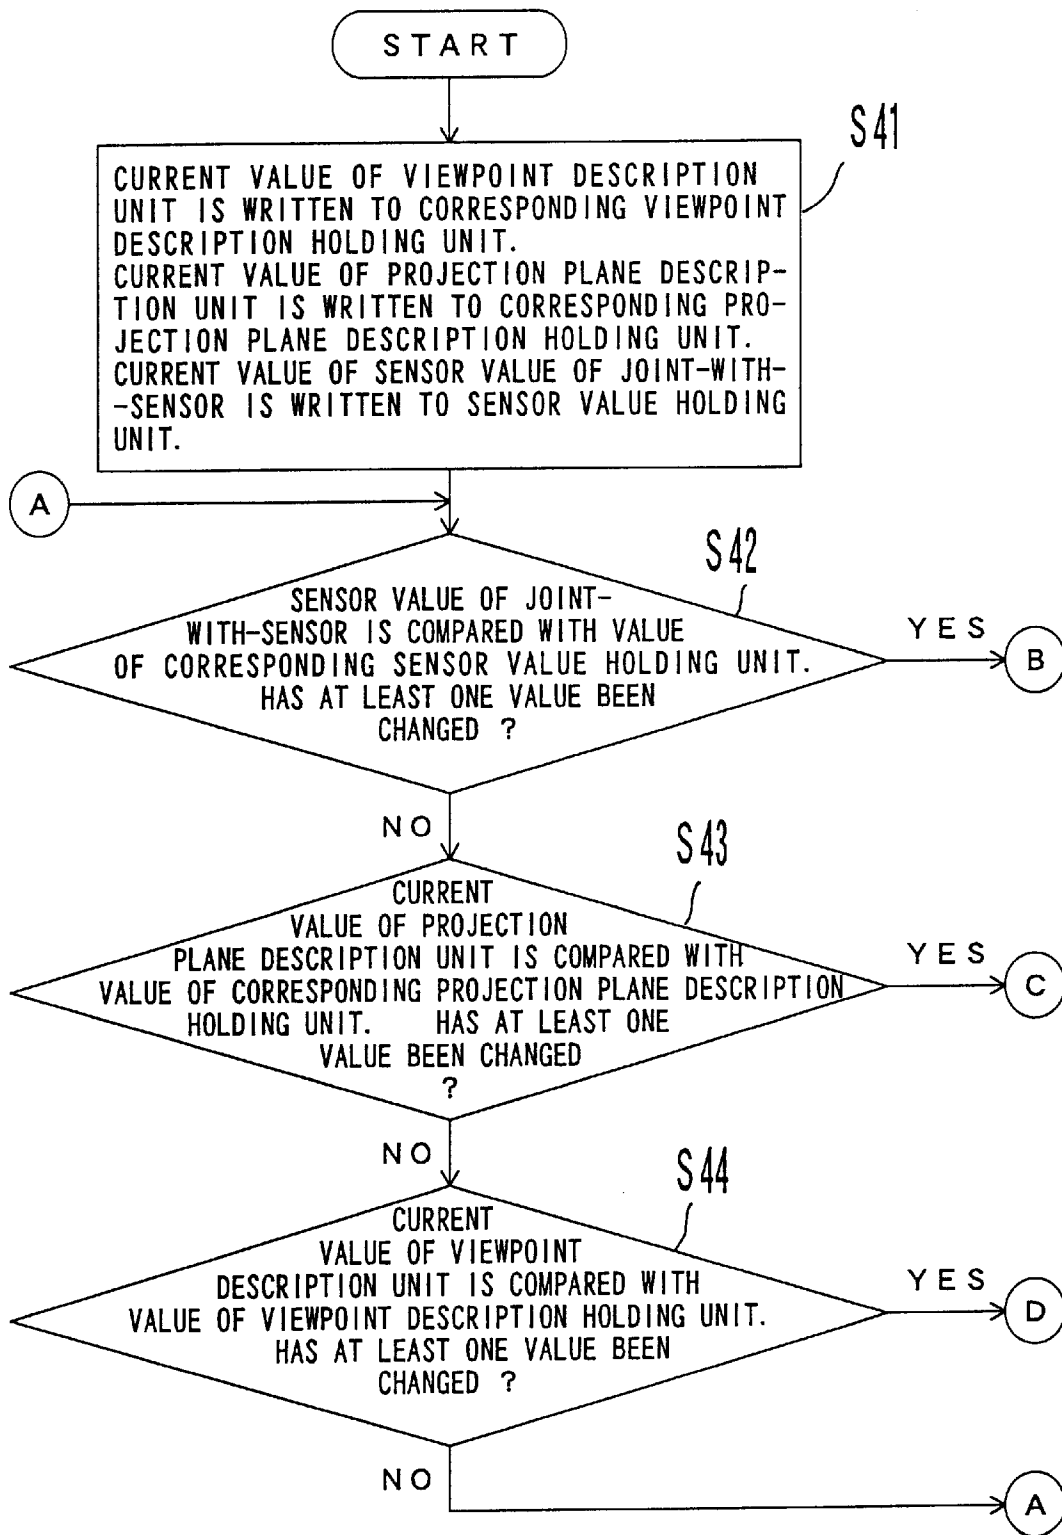 START
S41
CURRENT VALUE OF VIEWPOINT DESCRIPTION
UNIT IS WRITTEN TO CORRESPONDING VIEWPOINT
DESCRIPTION HOLDING UNIT.
CURRENT VALUE OF PROJECTION PLANE DESCRIP-
TION UNIT IS WRITTEN TO CORRESPONDING PRO-
JECTION PLANE DESCRIPTION HOLDING UNIT.
CURRENT VALUE OF SENSOR VALUE OF JOINT-WITH-
-SENSOR IS WRITTEN TO SENSOR VALUE HOLDING
UNIT.
A
S42
SENSOR VALUE OF JOINT-
WITH-SENSOR IS COMPARED WITH VALUE
OF CORRESPONDING SENSOR VALUE HOLDING UNIT.
HAS AT LEAST ONE VALUE BEEN
CHANGED ?
YES
B
NO
S43
CURRENT
VALUE OF PROJECTION
PLANE DESCRIPTION UNIT IS COMPARED WITH
VALUE OF CORRESPONDING PROJECTION PLANE DESCRIPTION
HOLDING UNIT. HAS AT LEAST ONE
VALUE BEEN CHANGED
?
YES
C
NO
S44
CURRENT
VALUE OF VIEWPOINT
DESCRIPTION UNIT IS COMPARED WITH
VALUE OF VIEWPOINT DESCRIPTION HOLDING UNIT.
HAS AT LEAST ONE VALUE BEEN
CHANGED ?
YES
D
NO
A